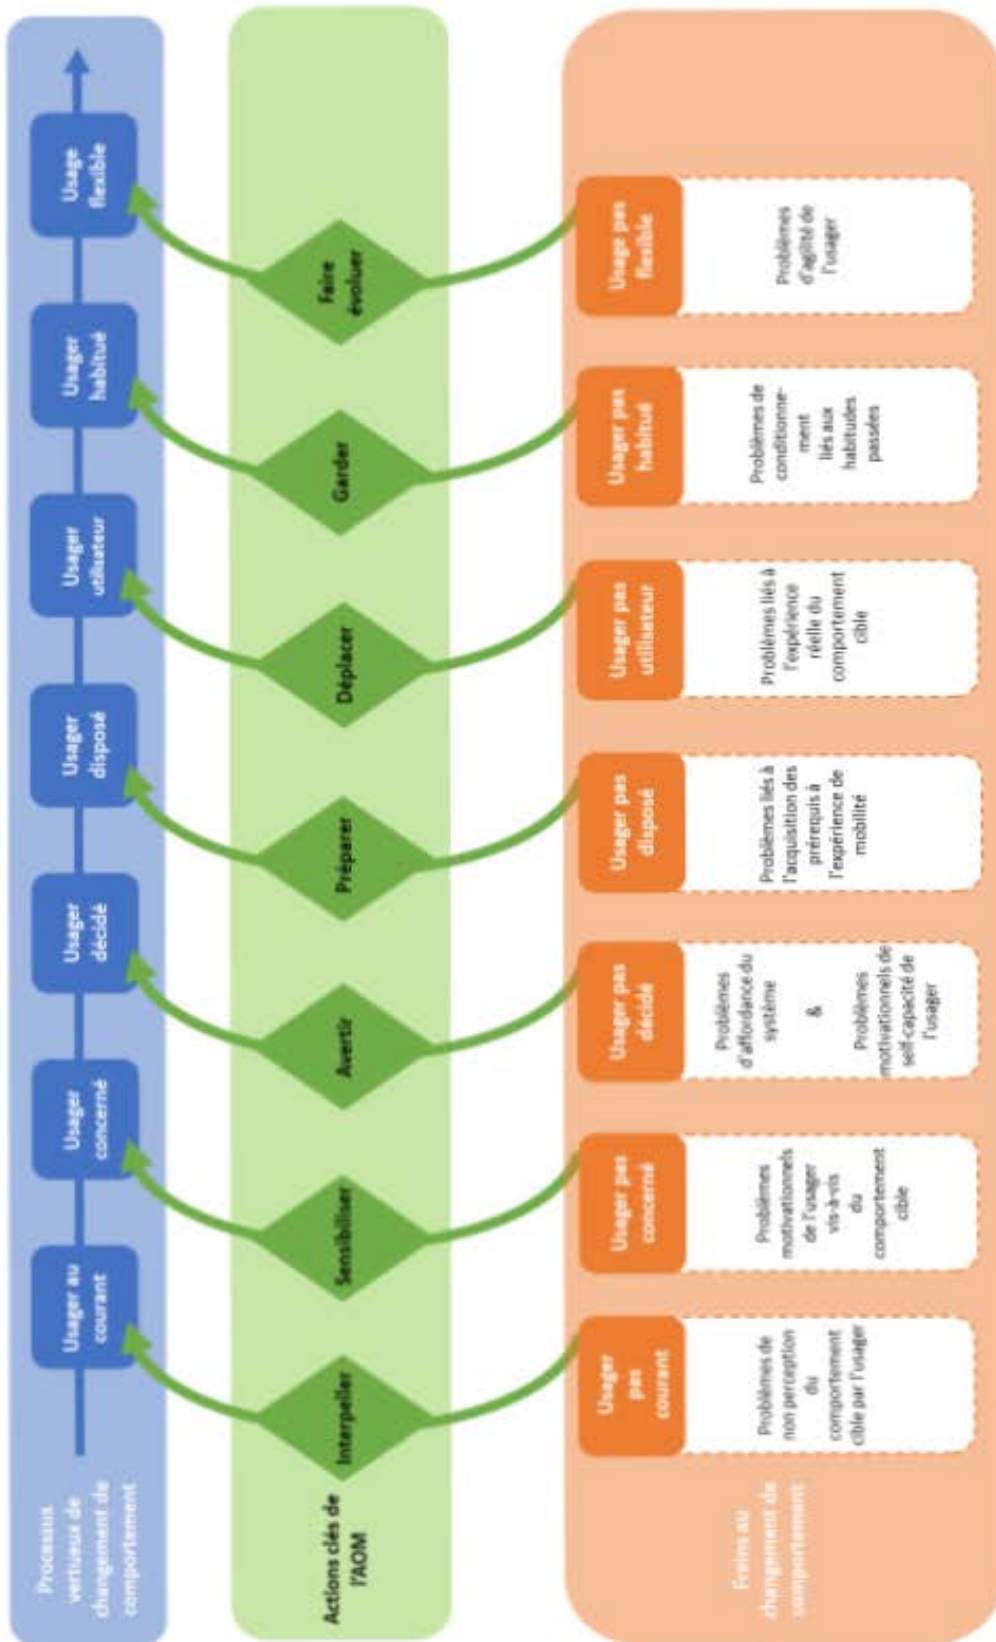 Processus
vertueux de
changement de
comportement
Usager au
courant
Usager
concerné
Usager
décidé
Usager
disposé
Usager
utilisateur
Usager
habitué
Usage
flexible
Actions clés de
l'AOM
Interpeller
Sensibiliser
Avertir
Préparer
Déplacer
Garder
Faire
évoluer
Freins au
changement de
comportement
Usager
pas
courant
Problèmes de
non perception
du
comportement
cible par l'usager
Usager pas
concerné
Problèmes
motivationnels
de l'usager
vis-à-vis
du
comportement
cible
Usager pas
décidé
Problèmes
d'affordance du
système
&
Problèmes
motivationnels de
self-capacité de
l'usager
Usager pas
disposé
Problèmes liés à
l'acquisition des
prérequis à
l'expérience de
mobilité
Usager pas
utilisateur
Problèmes liés à
l'expérience
réelle du
comportement
cible
Usager pas
habitué
Problèmes de
conditionne-
ment
liés aux
habitudes
passées
Usage pas
flexible
Problèmes
d'agilité de
l'usager